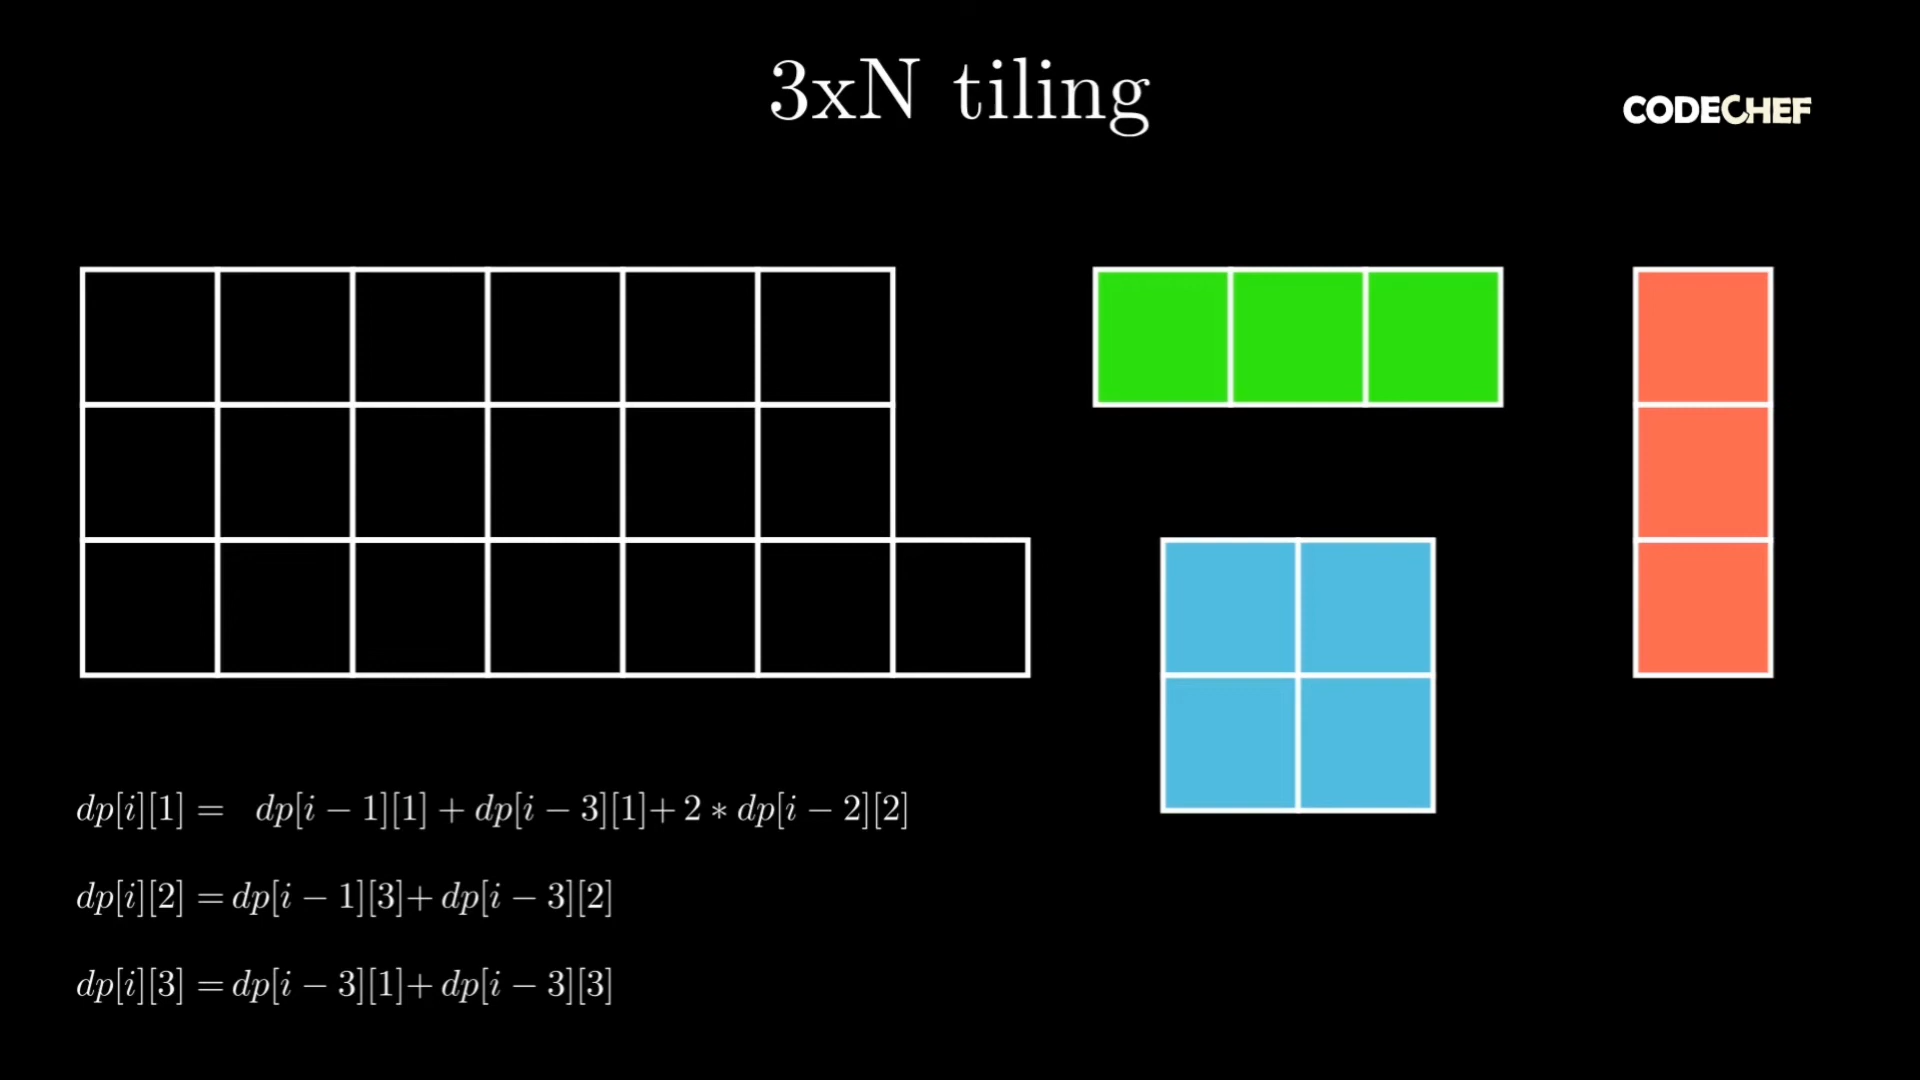 3xN tiling
CODECHEF
dp[i][1] = dp[i − 1][1] + dp[i − 3][1]+ 2 ∗ dp[i − 2][2]
dp[i][2] = dp[i − 1][3]+ dp[i − 3][2]
dp[i][3] = dp[i − 3][1]+ dp[i − 3][3]